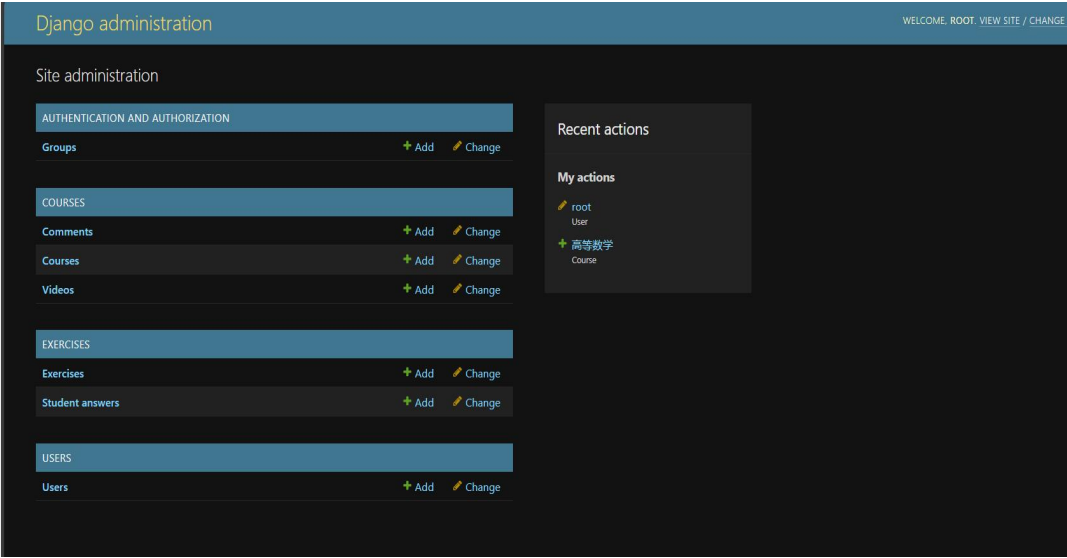 Django administration
WELCOME, ROOT. VIEW SITE / CHANGE
Site administration
AUTHENTICATION AND AUTHORIZATION
Groups Add Change
COURSES
Comments Add Change
Courses Add Change
Videos Add Change
EXERCISES
Exercises Add Change
Student answers Add Change
USERS
Users Add Change
Recent actions
My actions
root
User
高等数学
Course